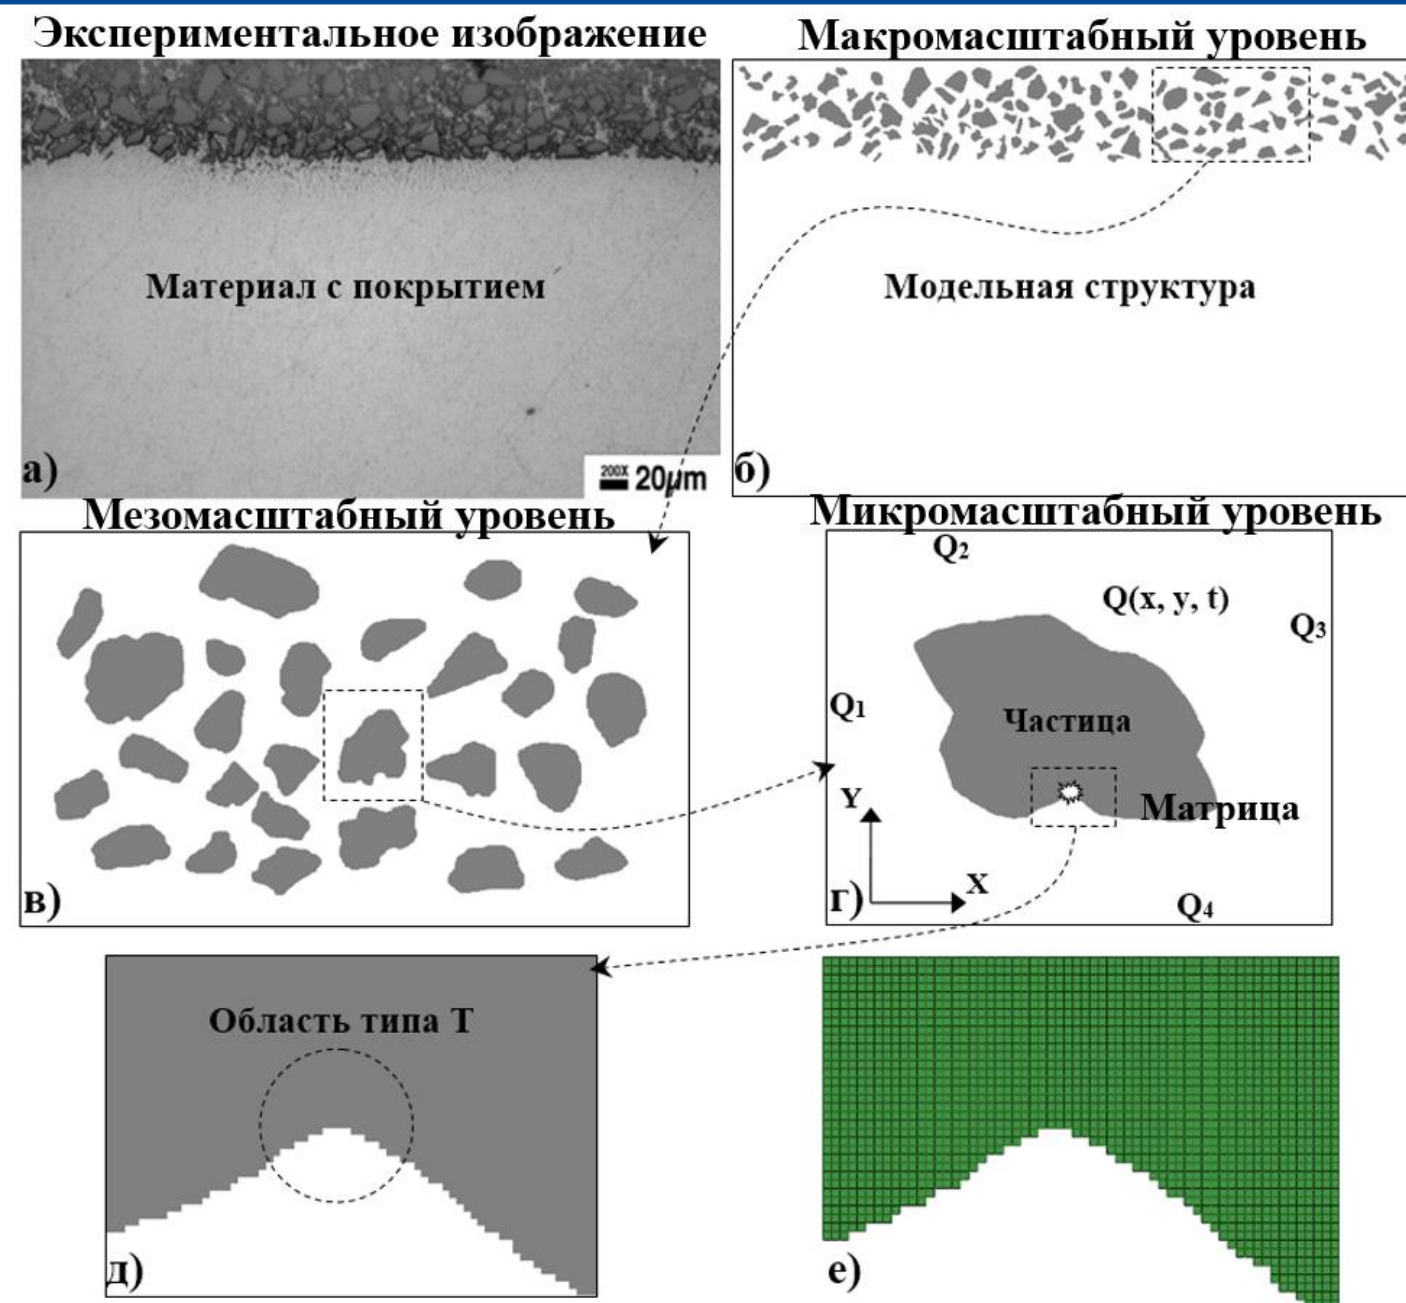 Экспериментальное изображение
Макромасштабный уровень
Материал с покрытием
Модельная структура
а)
200X
20µm
б)
Мезомасштабный уровень
Микромасштабный уровень
Q2
Q(x, y, t)
Q3
Q1
Частица
Y
Матрица
X
в)
г)
Q4
Область типа Т
д)
е)